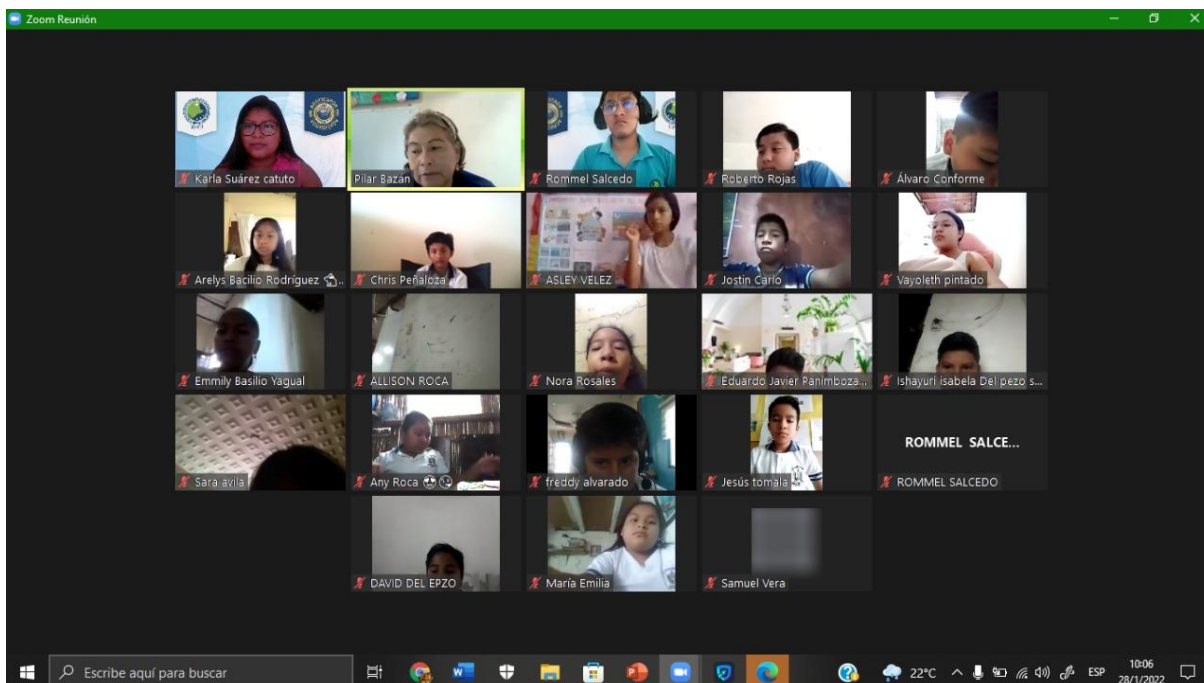 Zoom Reunión
Karla Suárez catuto
Pilar Bazán
Rommel Salcedo
Roberto Rojas
Álvaro Conforme
Arelys Bacilio Rodríguez
Chris Peñaloza
ASLEY VELEZ
Jostin Carlo
Vayoleth pintado
Emmily Basilio Yagual
ALLISON ROCA
Nora Rosales
Eduardo Javier Panimboza...
Ishayuri isabela Del pezo s...
Sara avila
Any Roca 
freddy alvarado
Jesús tomala
ROMMEL SALCE...
ROMMEL SALCEDO
DAVID DEL EPZO
María Emilia
Samuel Vera
Escribe aquí para buscar
22°C
ESP
10:06
28/1/2022